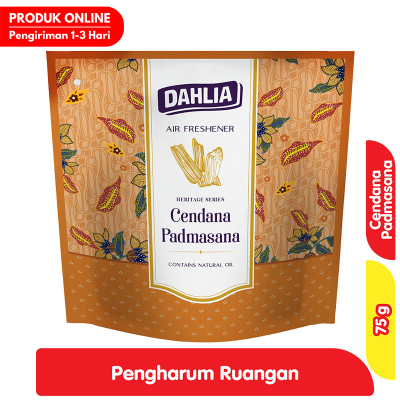 PRODUK ONLINE
Pengiriman 1-3 Hari
DAHLIA
AIR FRESHENER
HERITAGE SERIES
Cendana
Padmasana
CONTAINS NATURAL OIL
Cendana
Padmasana
75 g
Pengharum Ruangan